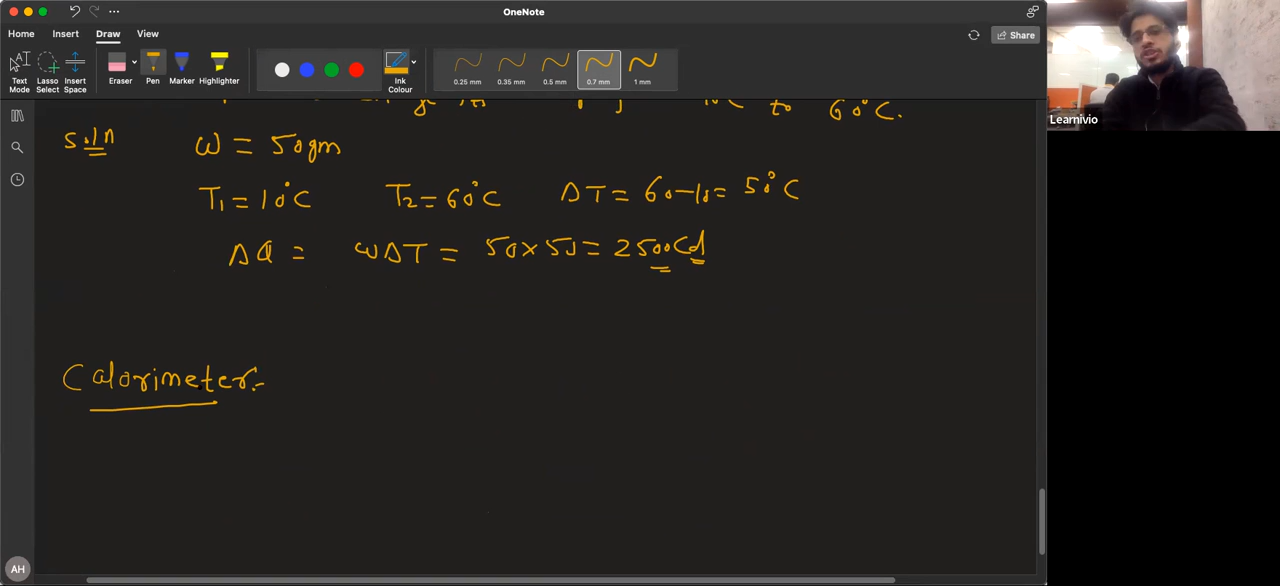 OneNote
Home Insert Draw View
Share
Text Mode Lasso Select Insert Space Eraser Pen Marker Highlighter Ink Colour 0.25 mm 0.35 mm 0.5 mm 0.7 mm 1 mm
Learnivio
to 60°C.
Soln W = 50gm
T1 = 10°C T2 = 60°C ΔT = 60-10 = 50°C
ΔQ = WΔT = 50×50 = 2500 Cal
Calorimeter:-
AH